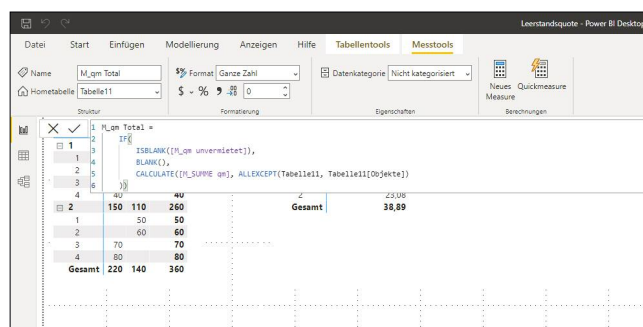 Leerstandsquote - Power BI Desktop
Datei Start Einfügen Modellierung Anzeigen Hilfe Tabellentools Messtools
Name M_qm Total
$% Format Ganze Zahl
Datenkategorie Nicht kategorisiert
Hometabelle Tabelle11
$ % 9 .00 0
Neues Measure
Quickmeasure
Struktur Formatierung Eigenschaften Berechnungen
1 M_qm Total =
2 IF(
3 ISBLANK([M_qm unvermietet]),
4 BLANK(),
5 CALCULATE([M_SUMME qm], ALLEXCEPT(Tabelle11, Tabelle11[Objekte])
6 ))
1
1
2
3
4 40 40
2 150 110 260
1 50 50
2 60 60
3 70 70
4 80 80
Gesamt 220 140 360
2 23,08
Gesamt 38,89